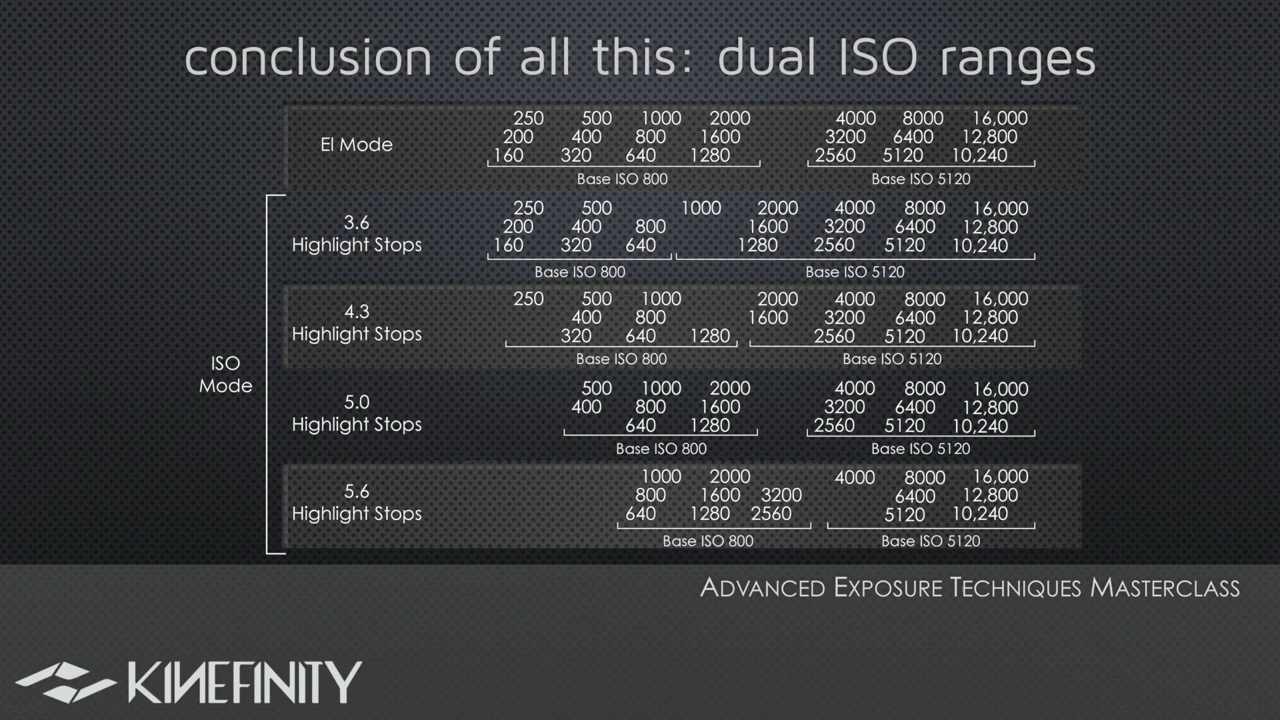 conclusion of all this: dual ISO ranges
EI Mode
250 500 1000 2000 4000 8000 16,000
200 400 800 1600 3200 6400 12,800
160 320 640 1280 2560 5120 10,240
Base ISO 800 Base ISO 5120
ISO
Mode
3.6
Highlight Stops
250 500 1000 2000 4000 8000 16,000
200 400 800 1600 3200 6400 12,800
160 320 640 1280 2560 5120 10,240
Base ISO 800 Base ISO 5120
4.3
Highlight Stops
250 500 1000 2000 4000 8000 16,000
400 800 1600 3200 6400 12,800
320 640 1280 2560 5120 10,240
Base ISO 800 Base ISO 5120
5.0
Highlight Stops
500 1000 2000 4000 8000 16,000
400 800 1600 3200 6400 12,800
640 1280 2560 5120 10,240
Base ISO 800 Base ISO 5120
5.6
Highlight Stops
1000 2000 4000 8000 16,000
800 1600 3200 6400 12,800
640 1280 2560 5120 10,240
Base ISO 800 Base ISO 5120
Advanced Exposure Techniques Masterclass
KINEFINITY